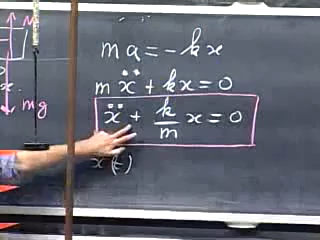 N
ma = -kx
mẍ + kx = 0
x
mg
ẍ + k/m x = 0
x(t)